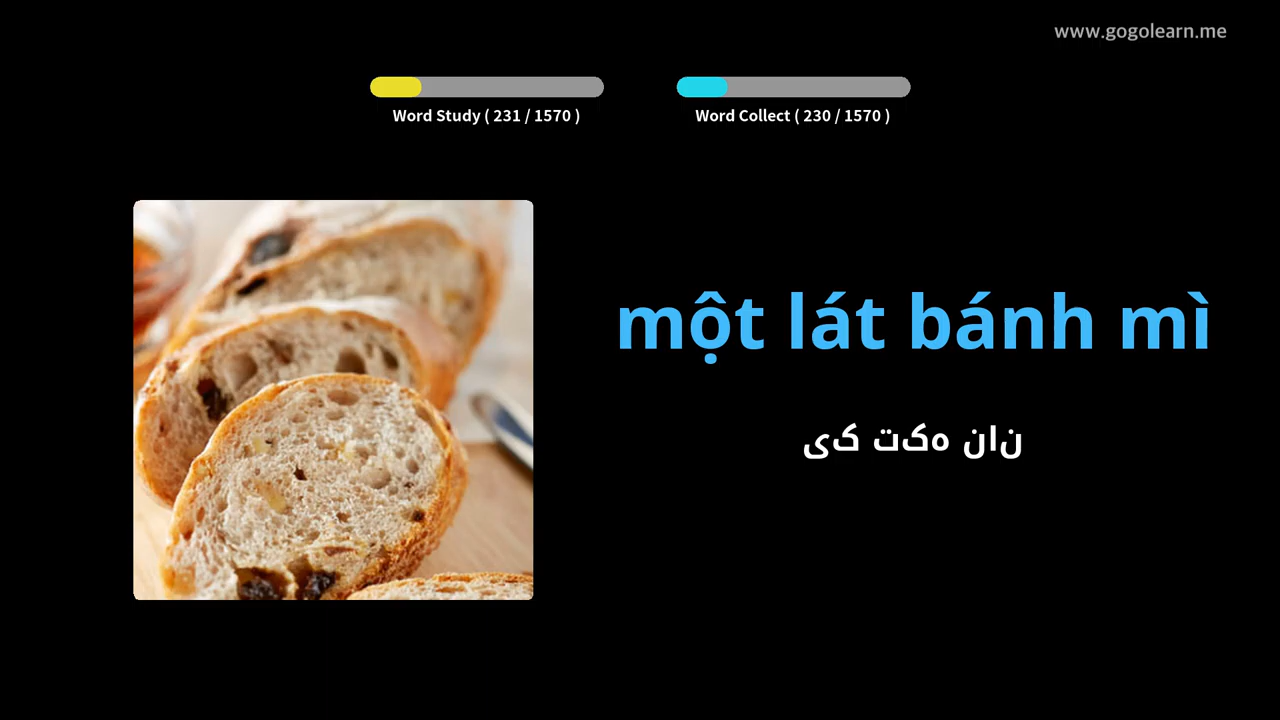 www.gogolearn.me
Word Study ( 231 / 1570 )
Word Collect ( 230 / 1570 )
một lát bánh mì
نان هکت کی